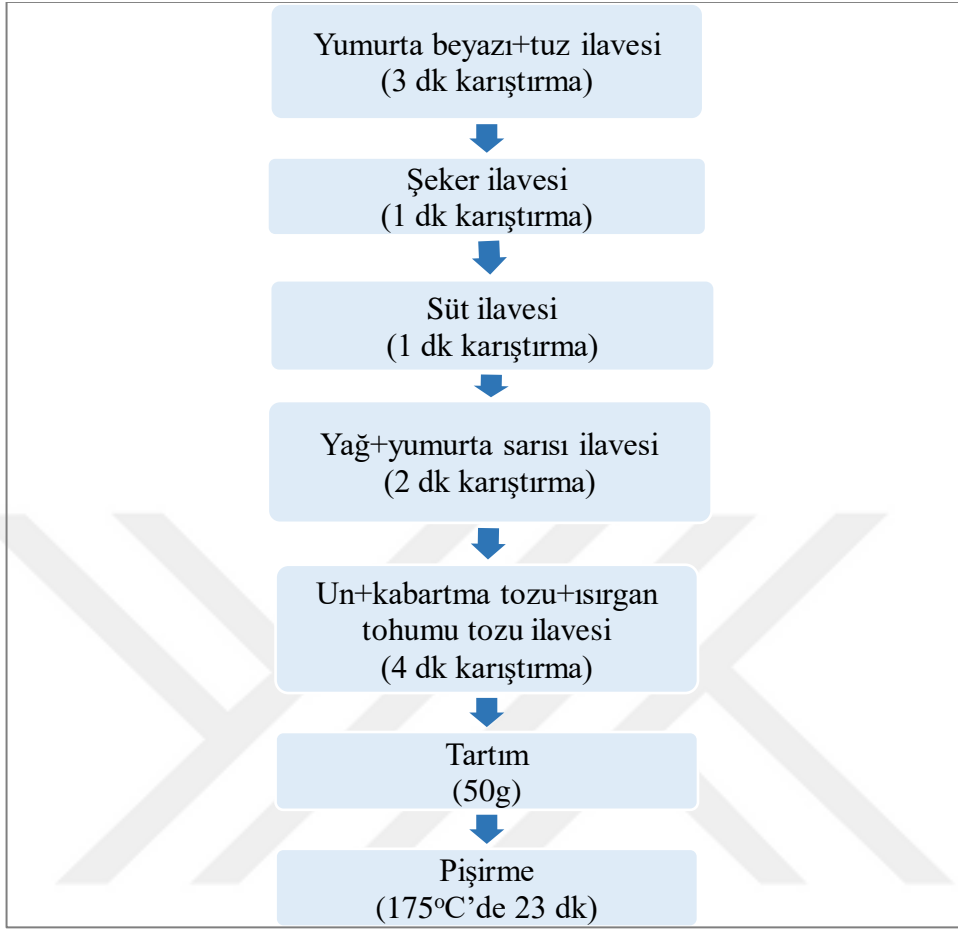 Yumurta beyazı+tuz ilavesi
(3 dk karıştırma)
Şeker ilavesi
(1 dk karıştırma)
Süt ilavesi
(1 dk karıştırma)
Yağ+yumurta sarısı ilavesi
(2 dk karıştırma)
Un+kabartma tozu+ısırgan
tohumu tozu ilavesi
(4 dk karıştırma)
Tartım
(50g)
Pişirme
(175°C’de 23 dk)